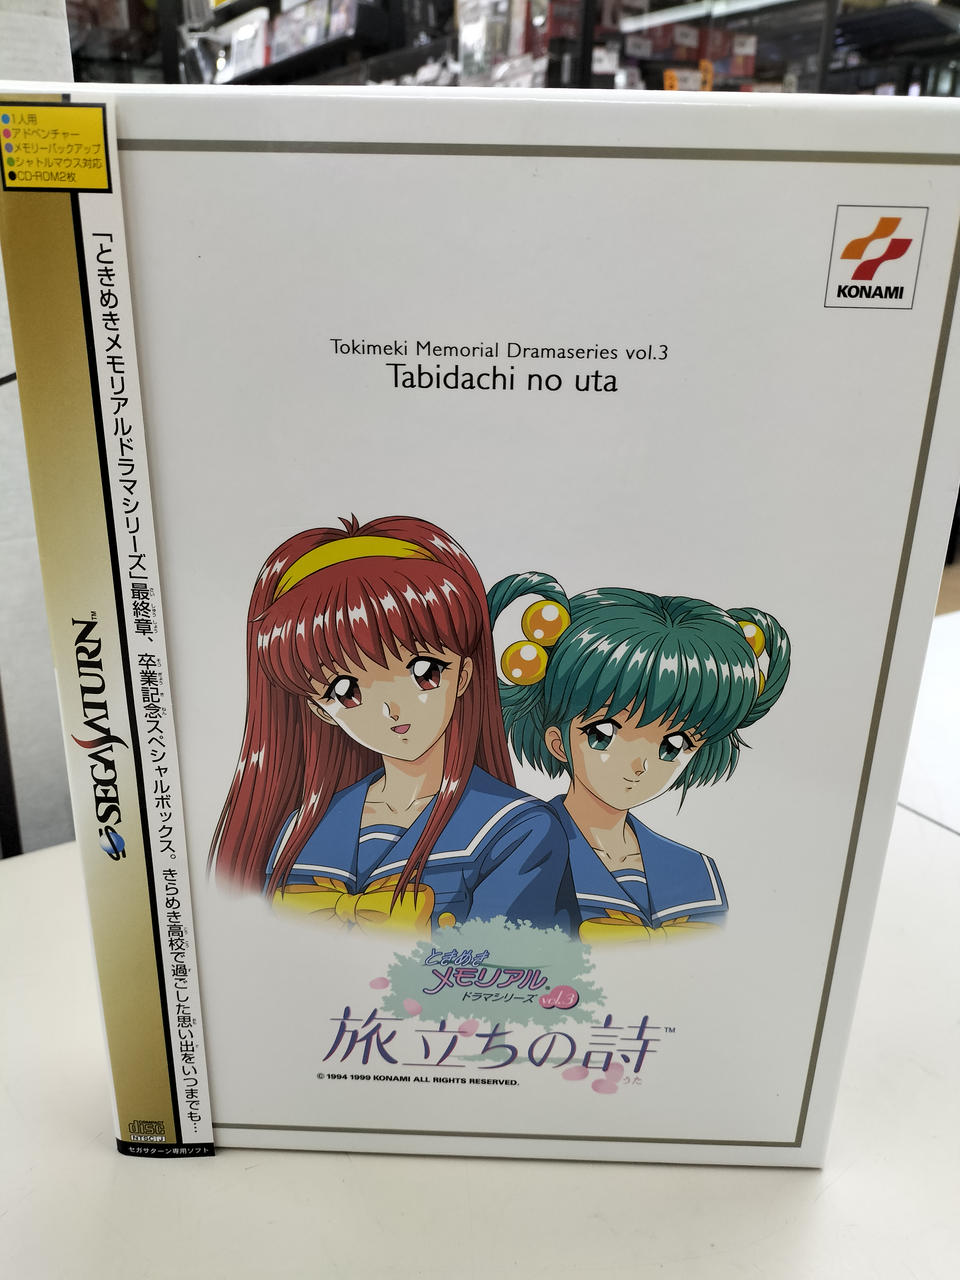 ●1人用
●アドベンチャー
●メモリーバックアップ
●シャトルマウス対応
●CD-ROM2枚
「ときめきメモリアルドラマシリーズ」最終章、卒業記念スペシャルボックス。きらめき高校で過ごした思い出をいつまでも…
SEGA SATURN™
disc
NTSC J
セガサターン専用ソフト
KONAMI
Tokimeki Memorial Dramaseries vol.3
Tabidachi no uta
ときめき
メモリアル®
ドラマシリーズ vol.3
旅立ちの詩™
うた
© 1994 1999 KONAMI ALL RIGHTS RESERVED.